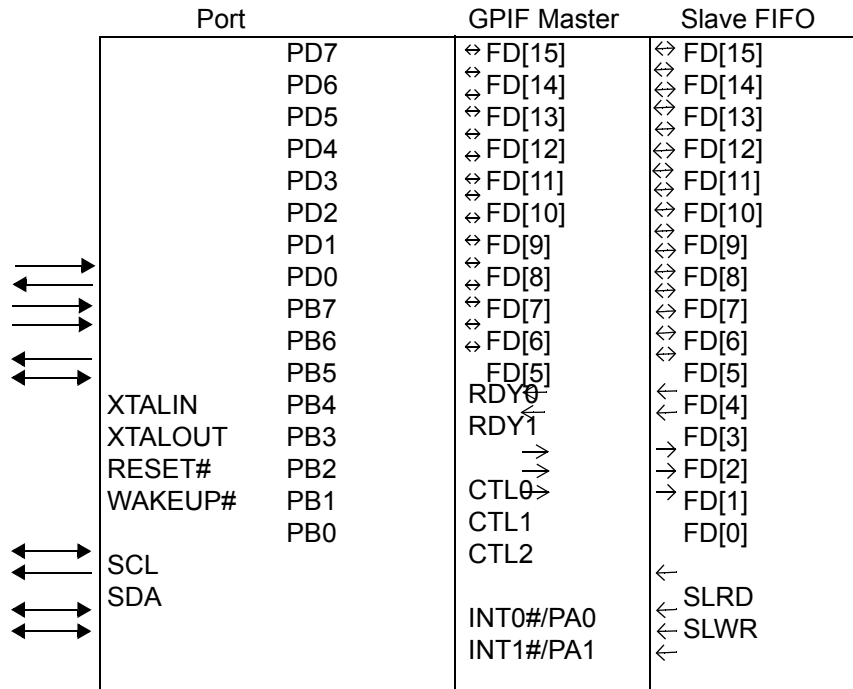 Port GPIF Master Slave FIFO
PD7 FD[15] FD[15]
PD6 FD[14] FD[14]
PD5 FD[13] FD[13]
PD4 FD[12] FD[12]
PD3 FD[11] FD[11]
PD2 FD[10] FD[10]
PD1 FD[9] FD[9]
PD0 FD[8] FD[8]
PB7 FD[7] FD[7]
PB6 FD[6] FD[6]
PB5 FD[5] FD[5]
XTALIN PB4 RDY0 FD[4]
XTALOUT PB3 RDY1 FD[3]
RESET# PB2 FD[2]
WAKEUP# PB1 CTL0 FD[1]
PB0 CTL1 FD[0]
SCL CTL2
SDA SLRD
INT0#/PA0 SLWR
INT1#/PA1